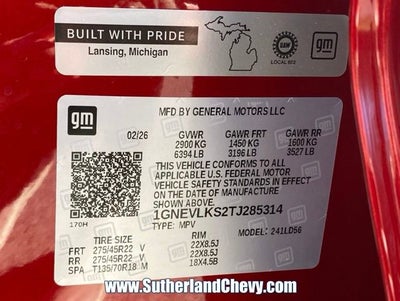 BUILT WITH PRIDE
Lansing, Michigan
UAW
LOCAL 602
gm
gm
MFD BY GENERAL MOTORS LLC
02/26 GVWR GAWR FRT GAWR RR
2900 KG 1450 KG 1600 KG
6394 LB 3196 LB 3527 LB
THIS VEHICLE CONFORMS TO ALL
APPLICABLE U.S. FEDERAL MOTOR
VEHICLE SAFETY STANDARDS IN EFFECT
ON THE DATE OF MANUFACTURE
SHOWN ABOVE.
1GNEVLKS2TJ285314
170H TYPE: MPV MODEL: 241LD56
TIRE SIZE SPD RTG RIM
FRT 275/45R22 V 22X8.5J
RR 275/45R22 V 22X8.5J
SPA T135/70R18 M 18X4.5B
www.SutherlandChevy.com